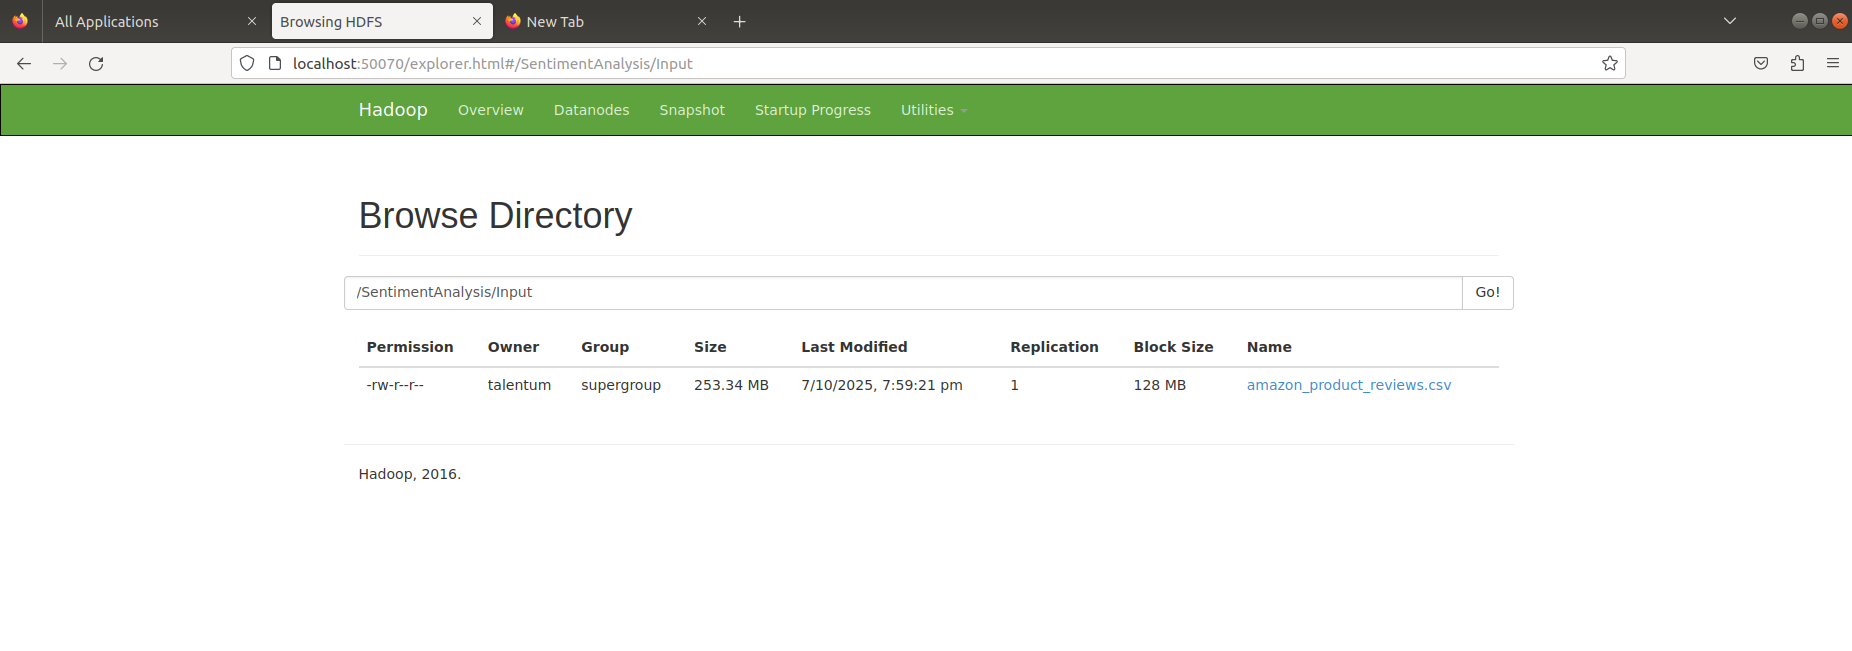 All Applications
Browsing HDFS
New Tab
localhost:50070/explorer.html#/SentimentAnalysis/Input
Hadoop Overview Datanodes Snapshot Startup Progress Utilities
Browse Directory
/SentimentAnalysis/Input Go!
Permission Owner Group Size Last Modified Replication Block Size Name
-rw-r--r-- talentum supergroup 253.34 MB 7/10/2025, 7:59:21 pm 1 128 MB amazon_product_reviews.csv
Hadoop, 2016.